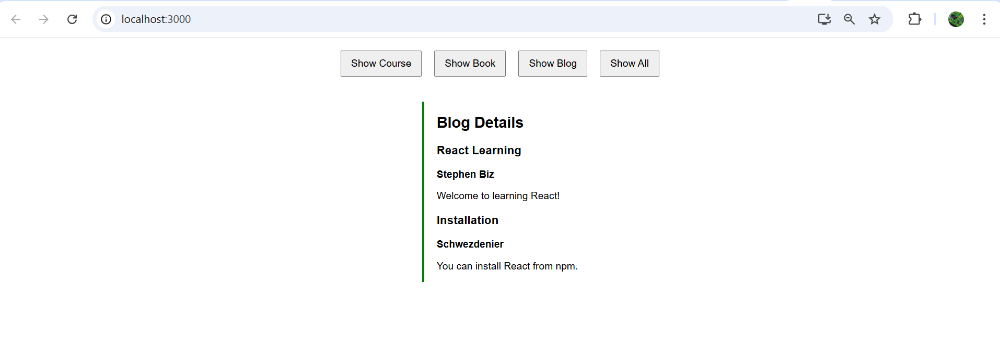 localhost:3000
Show Course Show Book Show Blog Show All
Blog Details
React Learning
Stephen Biz
Welcome to learning React!
Installation
Schwezdenier
You can install React from npm.